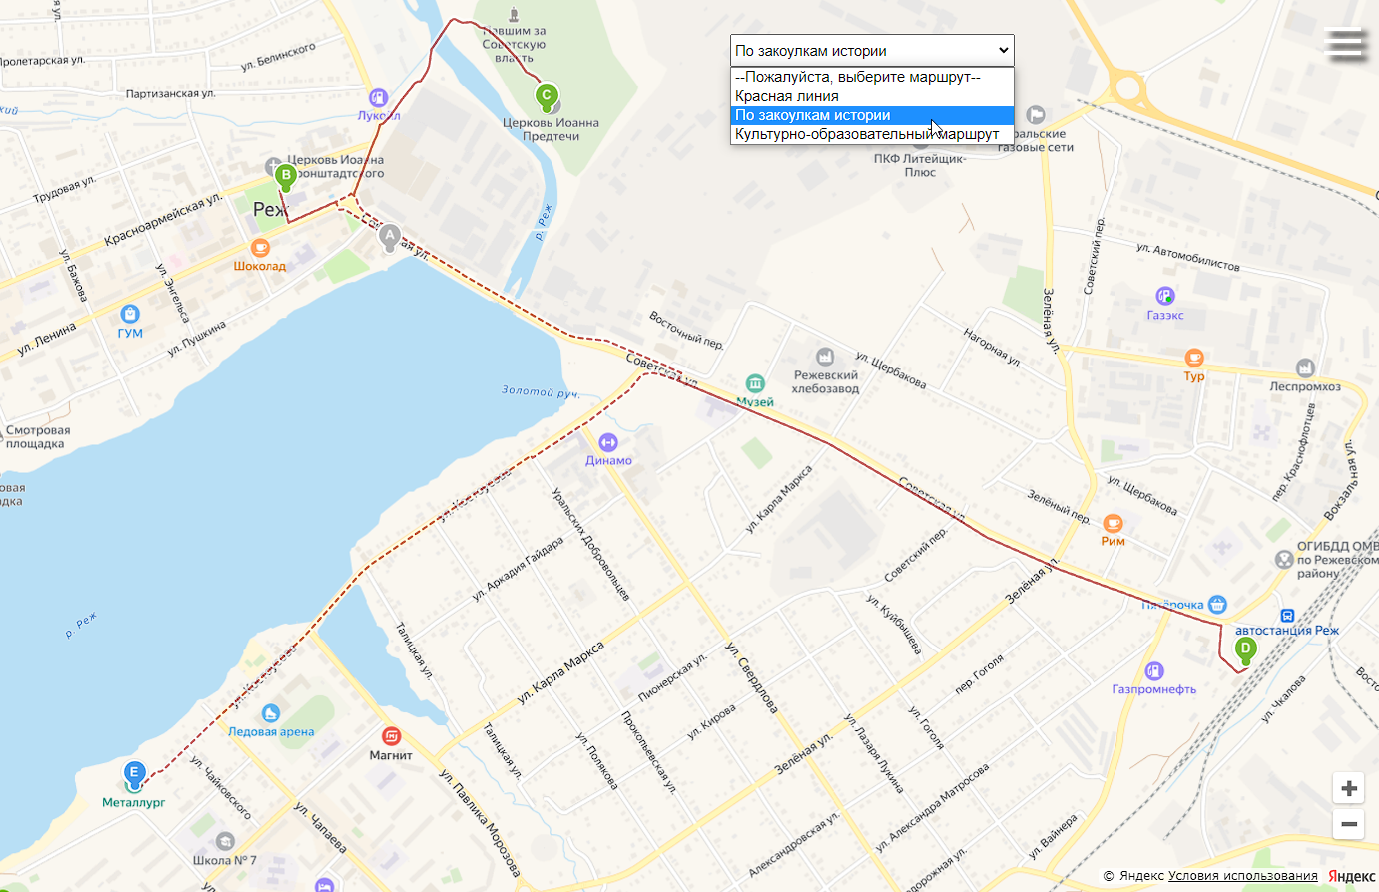 Павшим за
Советскую
власть
ул. Белинского
Пролетарская ул.
Партизанская ул.
Лукойл
C
Церковь Иоанна
Предтечи
По закоулкам истории
--Пожалуйста, выберите маршрут--
Красная линия
По закоулкам истории
Культурно-образовательный маршрут
газовые сети
ПКФ Литейщик-
Плюс
Церковь Иоанна
B
Трудовая ул.
Красноармейская ул.
Реж
A
р. Реж
Шоколад
ул. Бажова
ул. Энгельса
ГУМ
ул. Ленина
ул. Пушкина
Советский пер.
ул. Автомобилистов
Зелёная ул.
Газэкс
Восточный пер.
Советская ул.
Нагорная ул.
ул. Щербакова
Режевский
хлебозавод
Музей
Тур
Леспромхоз
Золотой руч.
Смотровая
площадка
Динамо
пер. Краснофлотцев
Вокзальная ул.
ул. Карла Маркса
Советская ул.
ул. Щербакова
Зелёный пер.
Рим
Уральских Добровольцев
ул. Аркадия Гайдара
Советский пер.
ОГИБДД ОМВ
по Режевскому
району
Зелёная ул.
ул. Куйбышева
Пятёрочка
автостанция Реж
D
р. Реж
Талицкая ул.
ул. Карла Маркса
Пионерская ул.
ул. Свердлова
пер. Гоголя
Газпромнефть
ул. Чкалова
ул. Гоголя
Ледовая арена
Магнит
Талицкая ул.
ул. Полякова
Прокопьевская ул.
ул. Кирова
Зелёная ул.
ул. Лазаря Лукина
E
Металлург
ул. Чайковского
ул. Павлика Морозова
ул. Чапаева
Школа № 7
ул. Александра Матросова
Александровская ул.
ул. Вайнера
© Яндекс Условия использования Яндекс